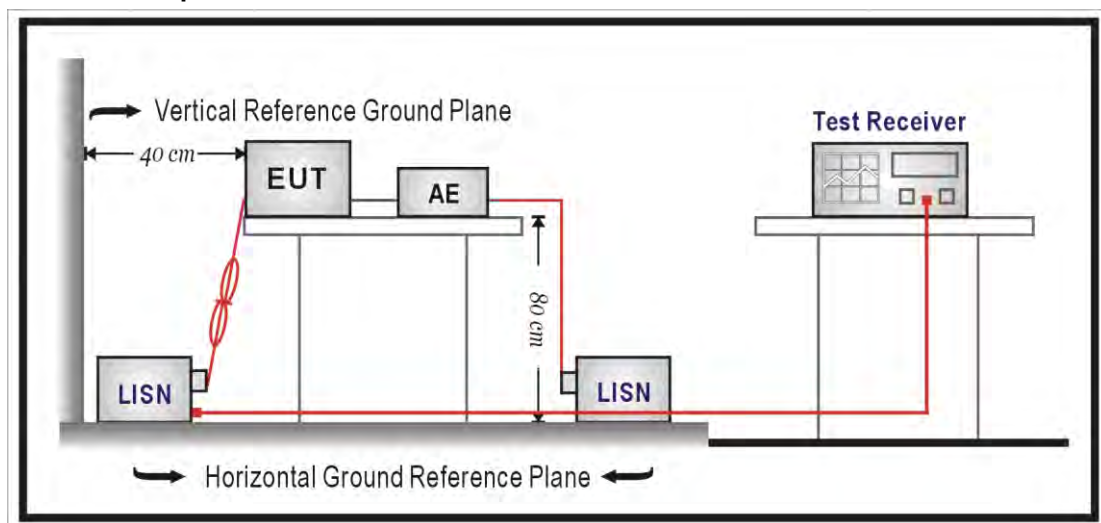 Vertical Reference Ground Plane
Test Receiver
40 cm
EUT
AE
80 cm
LISN
LISN
Horizontal Ground Reference Plane